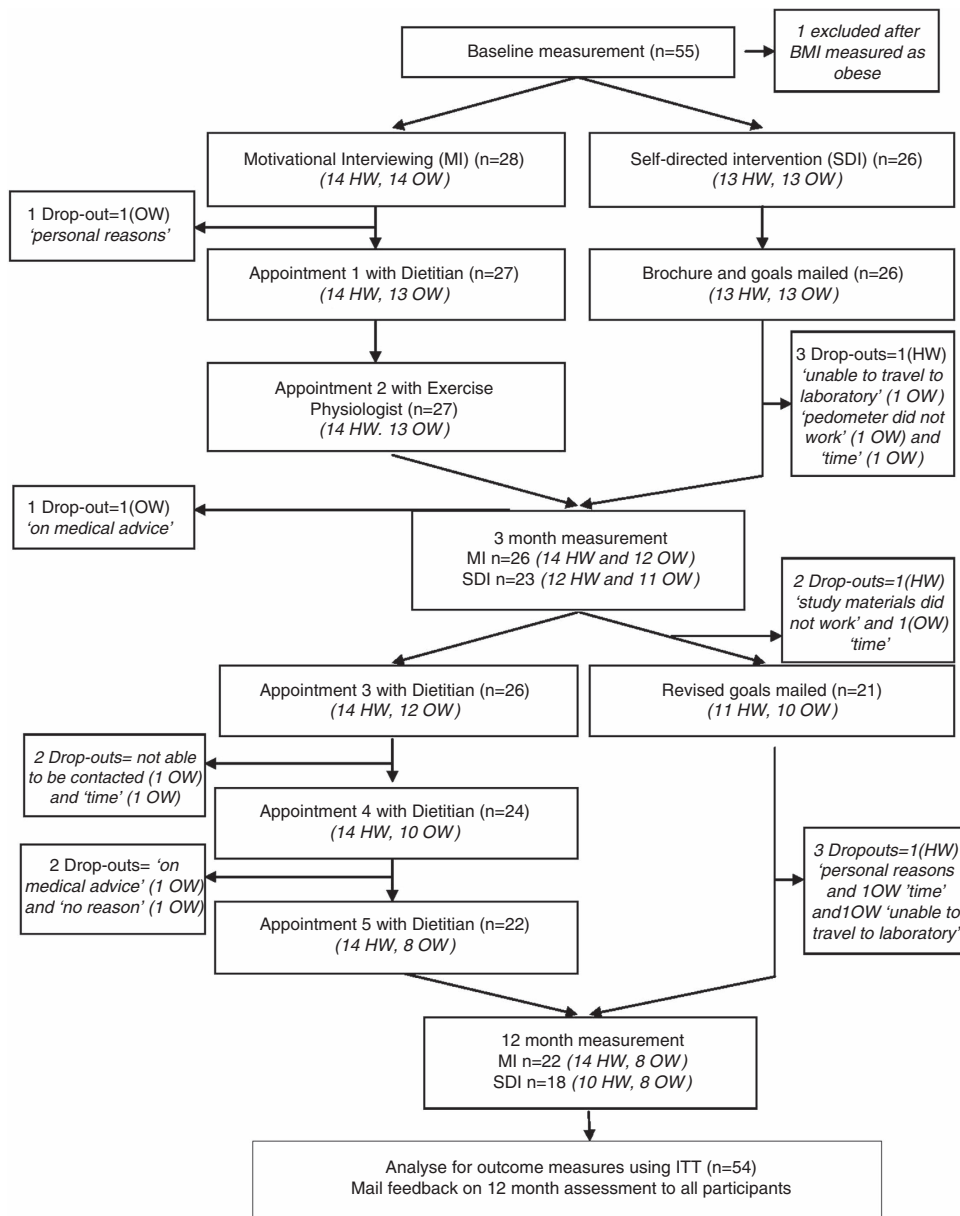 Baseline measurement (n=55)
1 excluded after
BMI measured as
obese
Motivational Interviewing (MI) (n=28)
(14 HW, 14 OW)
Self-directed intervention (SDI) (n=26)
(13 HW, 13 OW)
1 Drop-out=1(OW)
‘personal reasons’
Appointment 1 with Dietitian (n=27)
(14 HW, 13 OW)
Brochure and goals mailed (n=26)
(13 HW, 13 OW)
Appointment 2 with Exercise
Physiologist (n=27)
(14 HW. 13 OW)
3 Drop-outs=1(HW)
‘unable to travel to
laboratory’ (1 OW)
‘pedometer did not
work’ (1 OW) and
‘time’ (1 OW)
1 Drop-out=1(OW)
‘on medical advice’
3 month measurement
MI n=26 (14 HW and 12 OW)
SDI n=23 (12 HW and 11 OW)
2 Drop-outs=1(HW)
‘study materials did
not work’ and 1(OW)
‘time’
Appointment 3 with Dietitian (n=26)
(14 HW, 12 OW)
Revised goals mailed (n=21)
(11 HW, 10 OW)
2 Drop-outs= not able
to be contacted (1 OW)
and ‘time’ (1 OW)
Appointment 4 with Dietitian (n=24)
(14 HW, 10 OW)
2 Drop-outs= ‘on
medical advice’ (1 OW)
and ‘no reason’ (1 OW)
Appointment 5 with Dietitian (n=22)
(14 HW, 8 OW)
3 Dropouts=1(HW)
‘personal reasons
and 1OW ’time’
and1OW ‘unable to
travel to laboratory’
12 month measurement
MI n=22 (14 HW, 8 OW)
SDI n=18 (10 HW, 8 OW)
Analyse for outcome measures using ITT (n=54)
Mail feedback on 12 month assessment to all participants